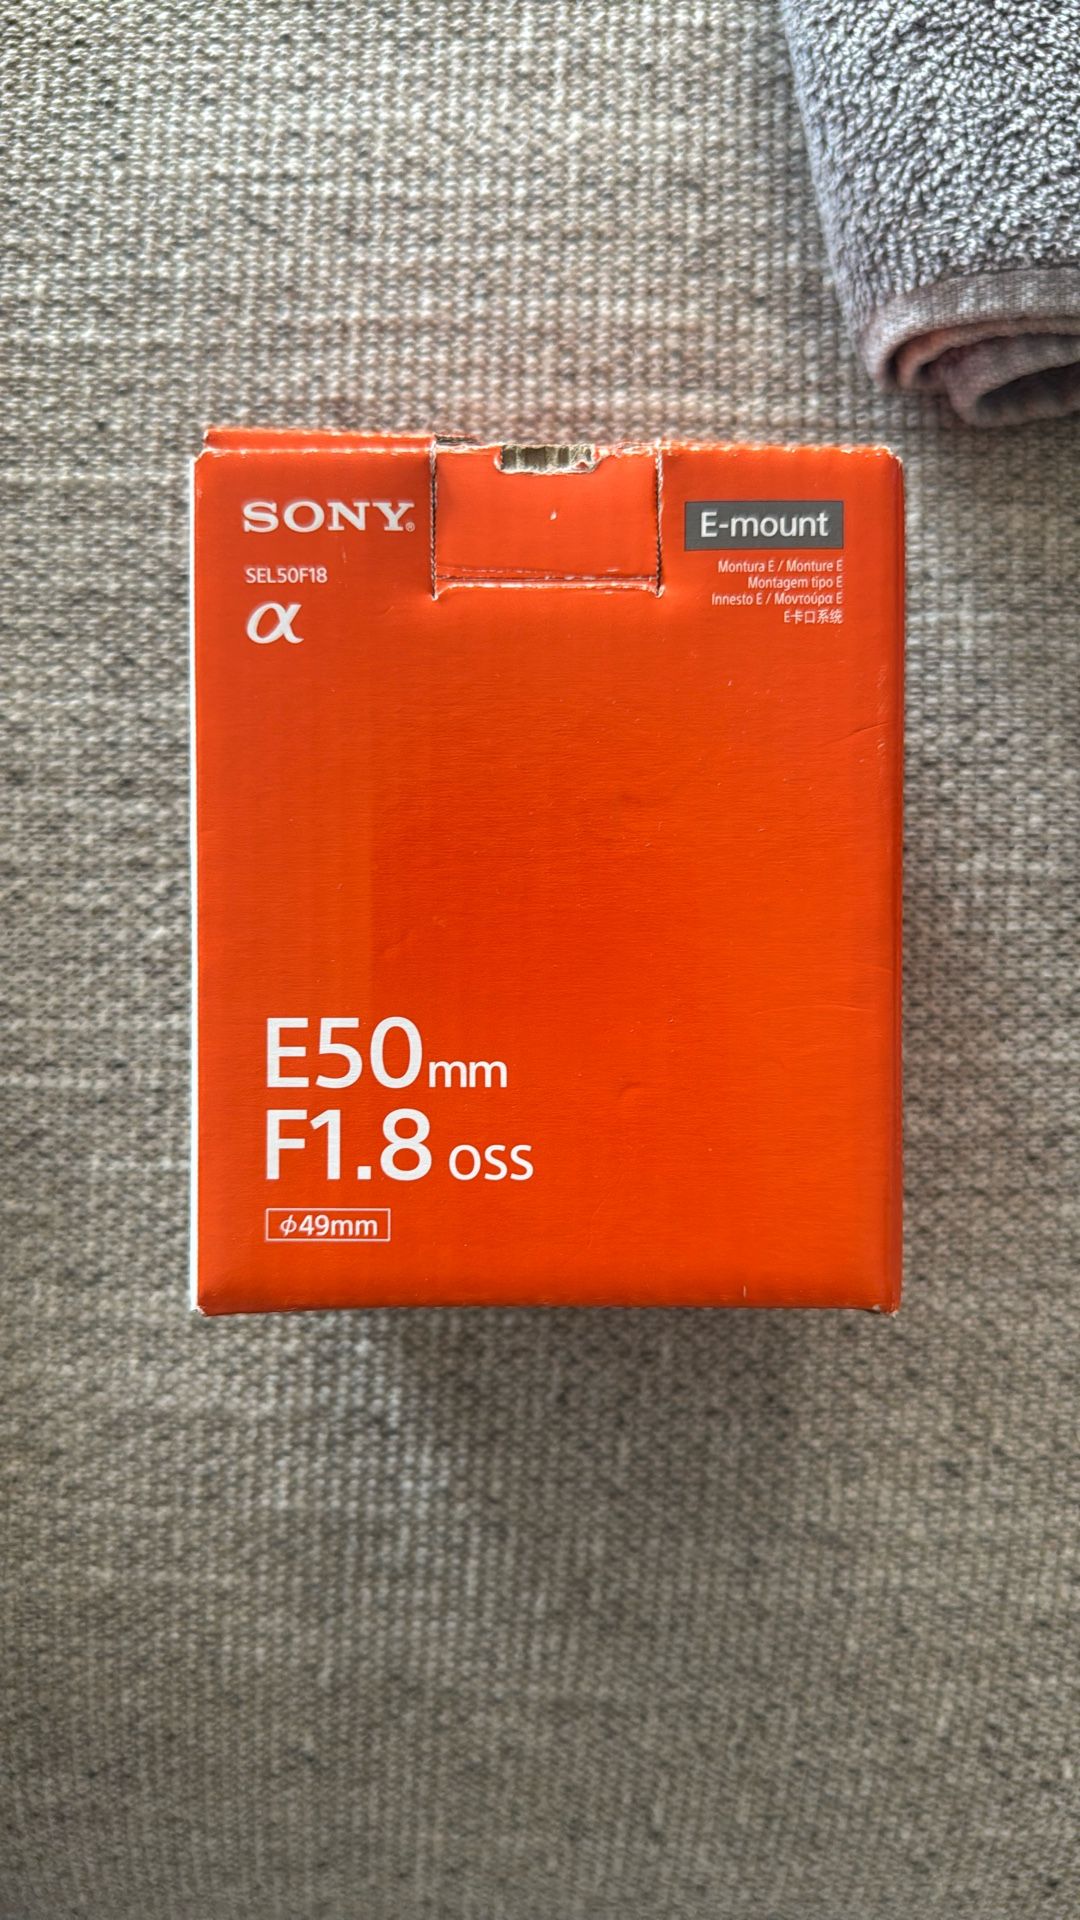 SONY®
SEL50F18
α
E-mount
Montura E / Monture E
Montagem tipo E
Innesto E / Μοντούρα E
E卡口系统
E50mm
F1.8 OSS
ϕ49mm